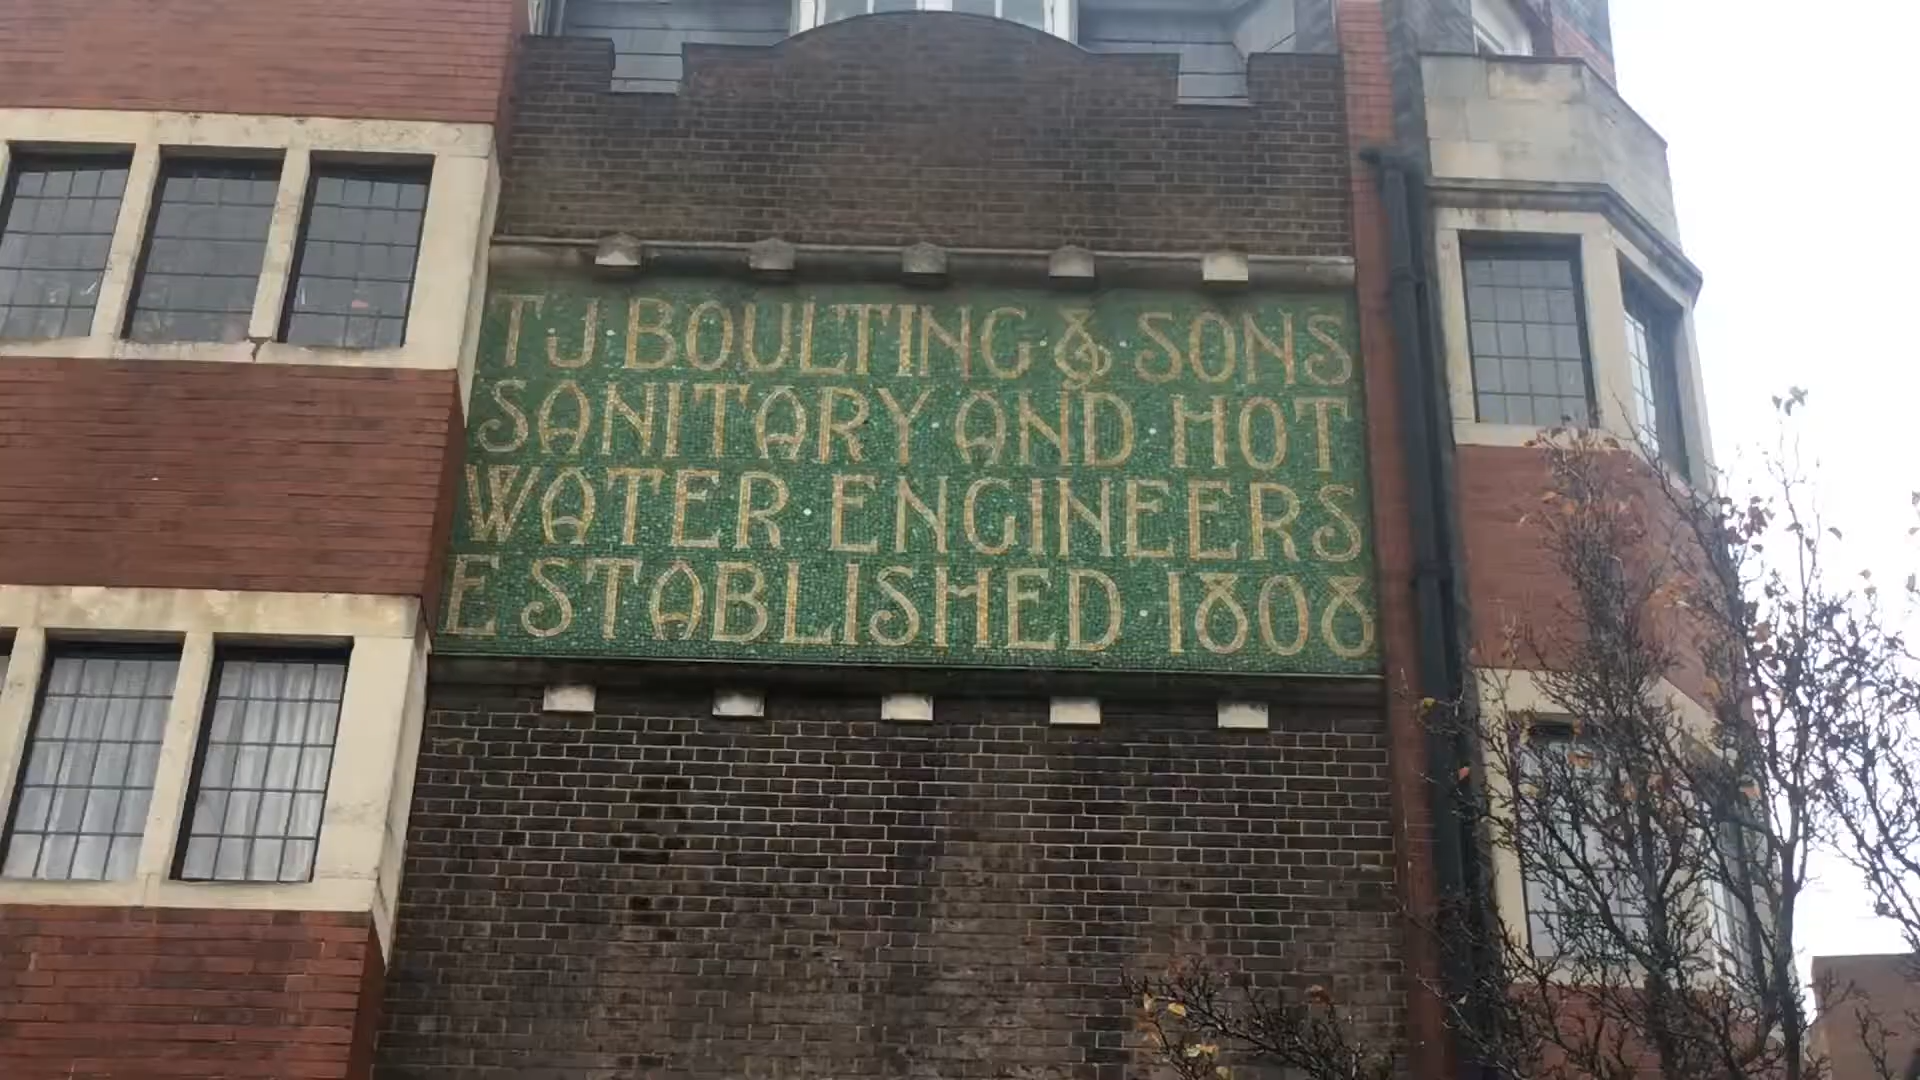 T J BOULTING & SONS
SANITARY AND HOT
WATER ENGINEERS
ESTABLISHED 1808